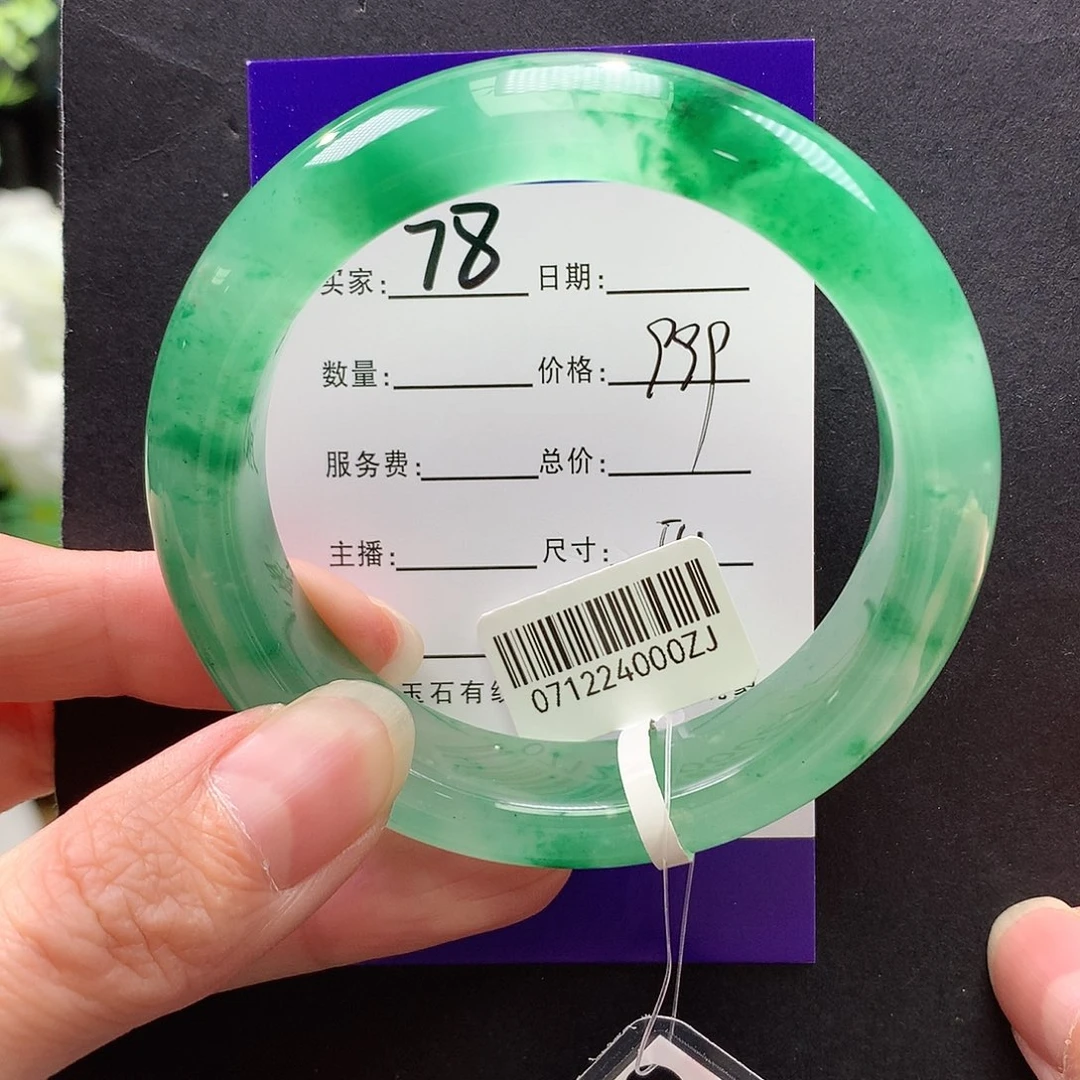 买家: 78 日期:
数量: 价格:
服务费: 总价:
主播: 尺寸:
071224000ZJ
玉石有